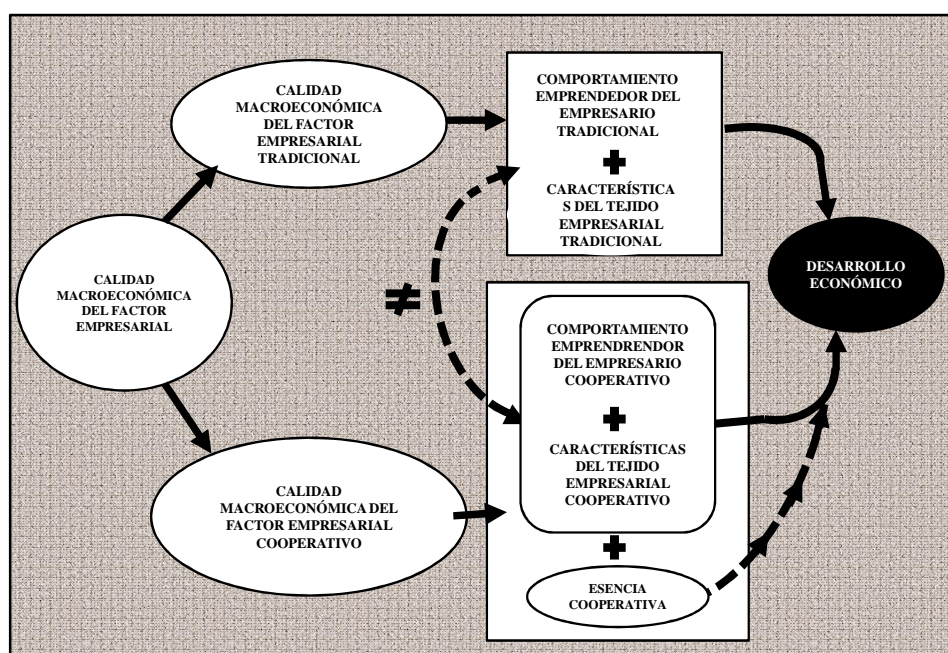 CALIDAD
MACROECONÓMICA
DEL FACTOR
EMPRESARIAL
TRADICIONAL
COMPORTAMIENTO
EMPRENDEDOR DEL
EMPRESARIO
TRADICIONAL
+
CARACTERÍSTICA
S DEL TEJIDO
EMPRESARIAL
TRADICIONAL
CALIDAD
MACROECONÓMICA
DEL FACTOR
EMPRESARIAL
≠
DESARROLLO
ECONÓMICO
COMPORTAMIENTO
EMPRENDRENDOR
DEL EMPRESARIO
COOPERATIVO
+
CARACTERÍSTICAS
DEL TEJIDO
EMPRESARIAL
COOPERATIVO
CALIDAD
MACROECONÓMICA DEL
FACTOR EMPRESARIAL
COOPERATIVO
+
ESENCIA
COOPERATIVA